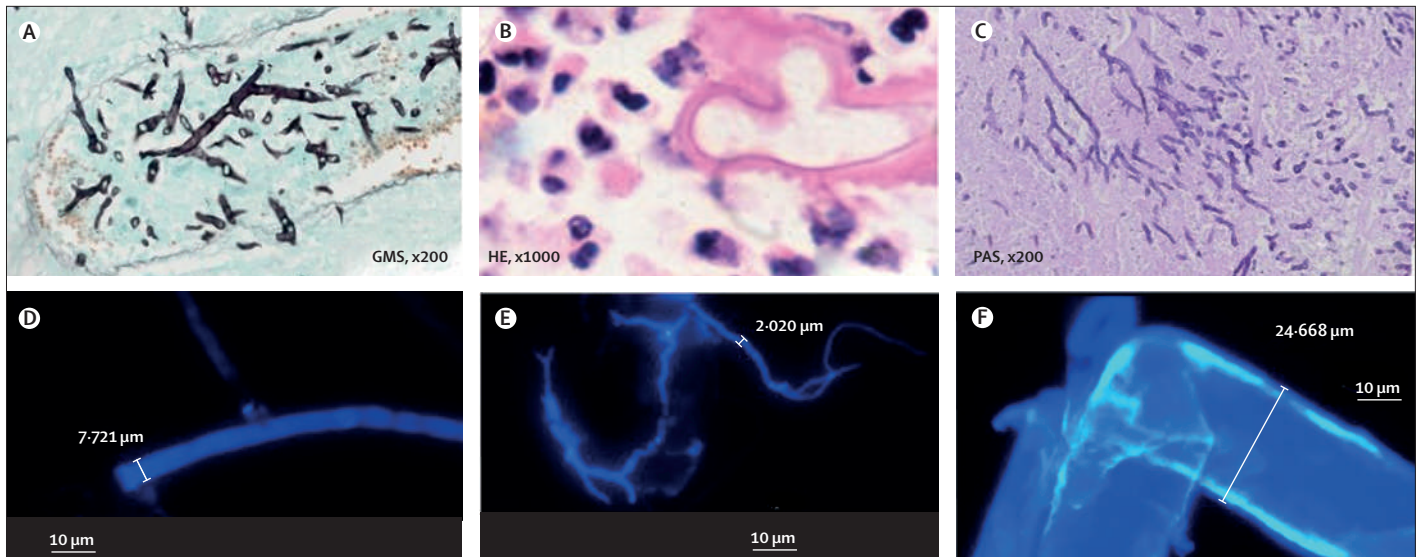 A
B
C
GMS, x200
HE, x1000
PAS, x200
D
E
F
7·721 µm
2·020 µm
24·668 µm
10 µm
10 µm
10 µm